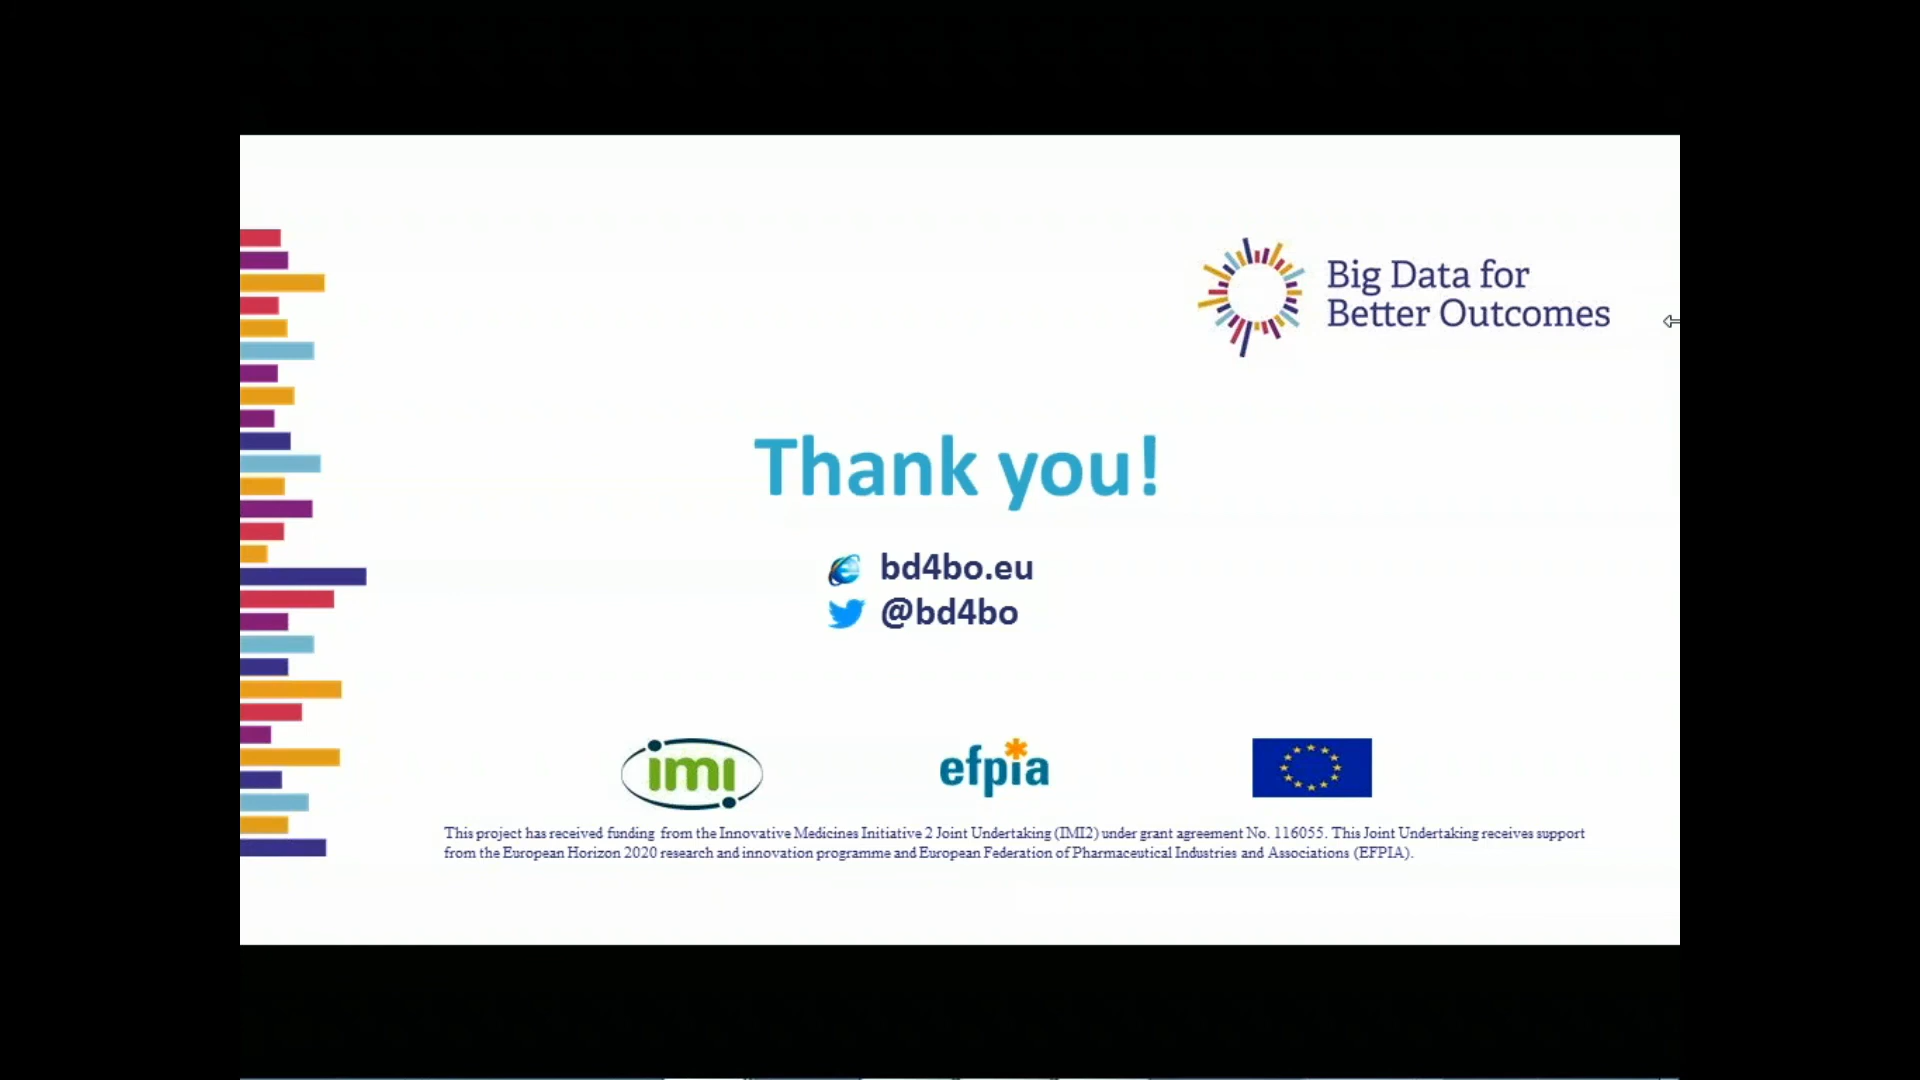 Big Data for
Better Outcomes
Thank you!
bd4bo.eu
@bd4bo
imi
efpia
This project has received funding from the Innovative Medicines Initiative 2 Joint Undertaking (IMI2) under grant agreement No. 116055. This Joint Undertaking receives support
from the European Horizon 2020 research and innovation programme and European Federation of Pharmaceutical Industries and Associations (EFPIA).